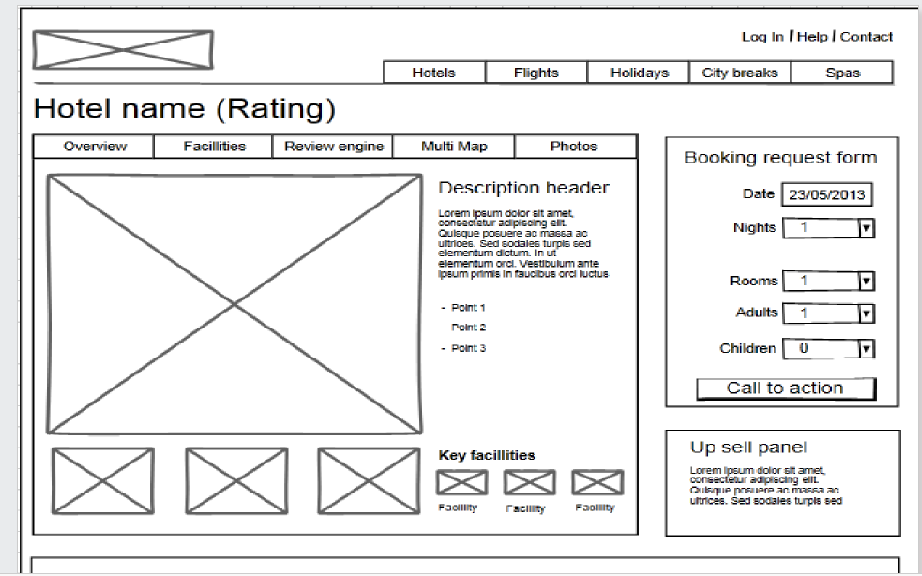 Log In / Help / Contact
Hotels Flights Holidays City breaks Spas
Hotel name (Rating)
Overview Facillities Review engine Multi Map Photos
Description header
Lorem ipsum dolor sit amet,
consectetur adipiscing elit.
Quisque posuere ac massa ac
ultrices. Sed sodales turpis sed
elementum dictum. In ut
elementum orci. Vestibulum ante
ipsum primis in faucibus orci luctus
- Point 1
Point 2
- Point 3
Key facillities
Facility Facility Facility
Booking request form
Date 23/05/2013
Nights 1
Rooms 1
Adults 1
Children 0
Call to action
Up sell panel
Lorem ipsum dolor sit amet,
consectetur adipiscing elit.
Quisque posuere ac massa ac
ultrices. Sed sodales turpis sed